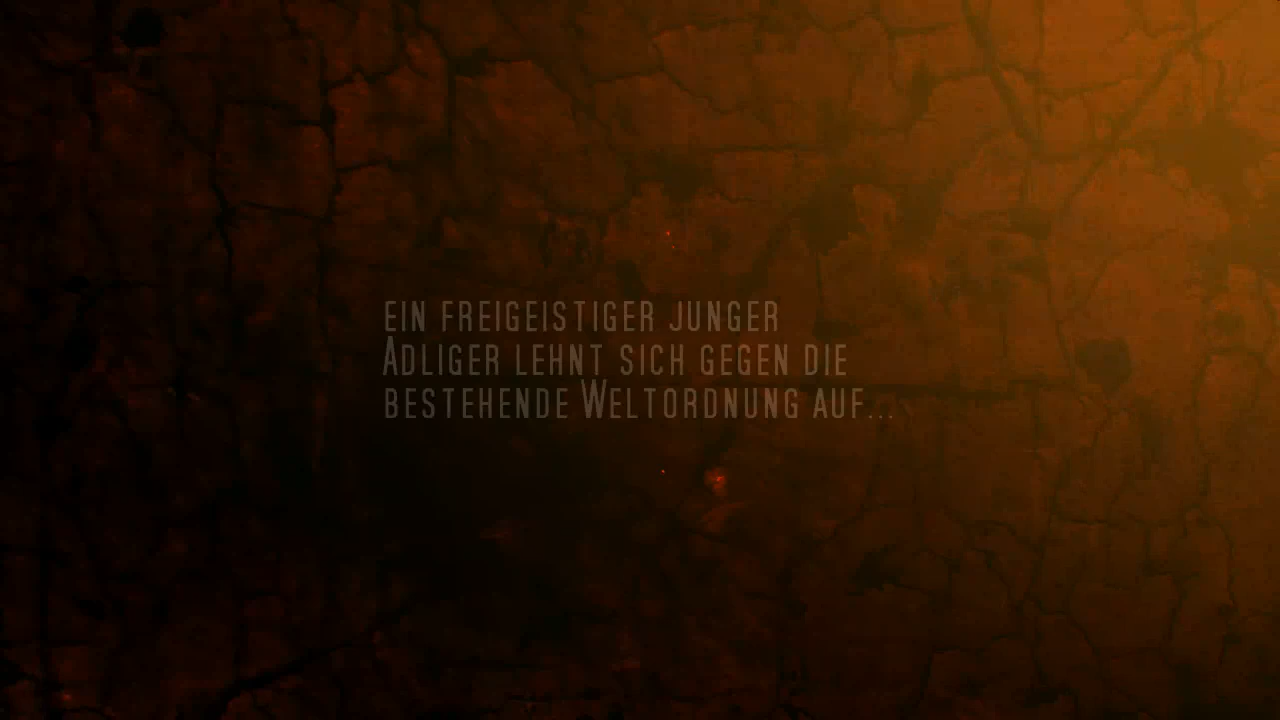 EIN FREIGEISTIGER JUNGER
ADLIGER LEHNT SICH GEGEN DIE
BESTEHENDE WELTORDNUNG AUF...